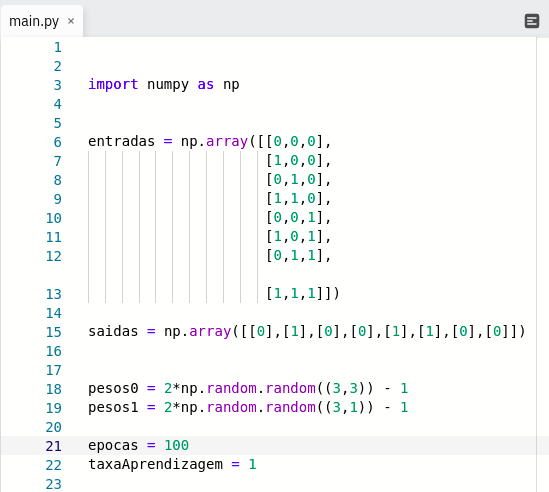 main.py ×
1
2
3 import numpy as np
4
5
6 entradas = np.array([[0,0,0],
7 [1,0,0],
8 [0,1,0],
9 [1,1,0],
10 [0,0,1],
11 [1,0,1],
12 [0,1,1],
13 [1,1,1]])
14
15 saidas = np.array([[0],[1],[0],[0],[1],[1],[0],[0]])
16
17
18 pesos0 = 2*np.random.random((3,3)) - 1
19 pesos1 = 2*np.random.random((3,1)) - 1
20
21 epocas = 100
22 taxaAprendizagem = 1
23